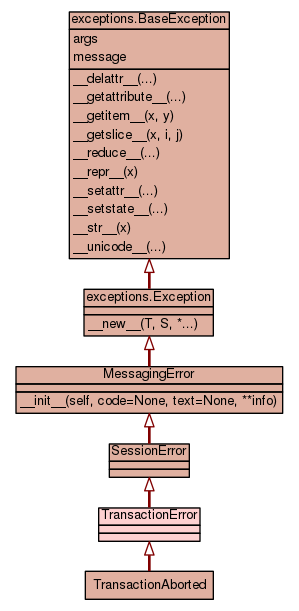 exceptions.BaseException
args
message
__delattr__(...)
__getattribute__(...)
__getitem__(x, y)
__getslice__(x, i, j)
__reduce__(...)
__repr__(x)
__setattr__(...)
__setstate__(...)
__str__(x)
__unicode__(...)
exceptions.Exception
__new__(T, S, *...)
MessagingError
__init__(self, code=None, text=None, **info)
SessionError
TransactionError
TransactionAborted